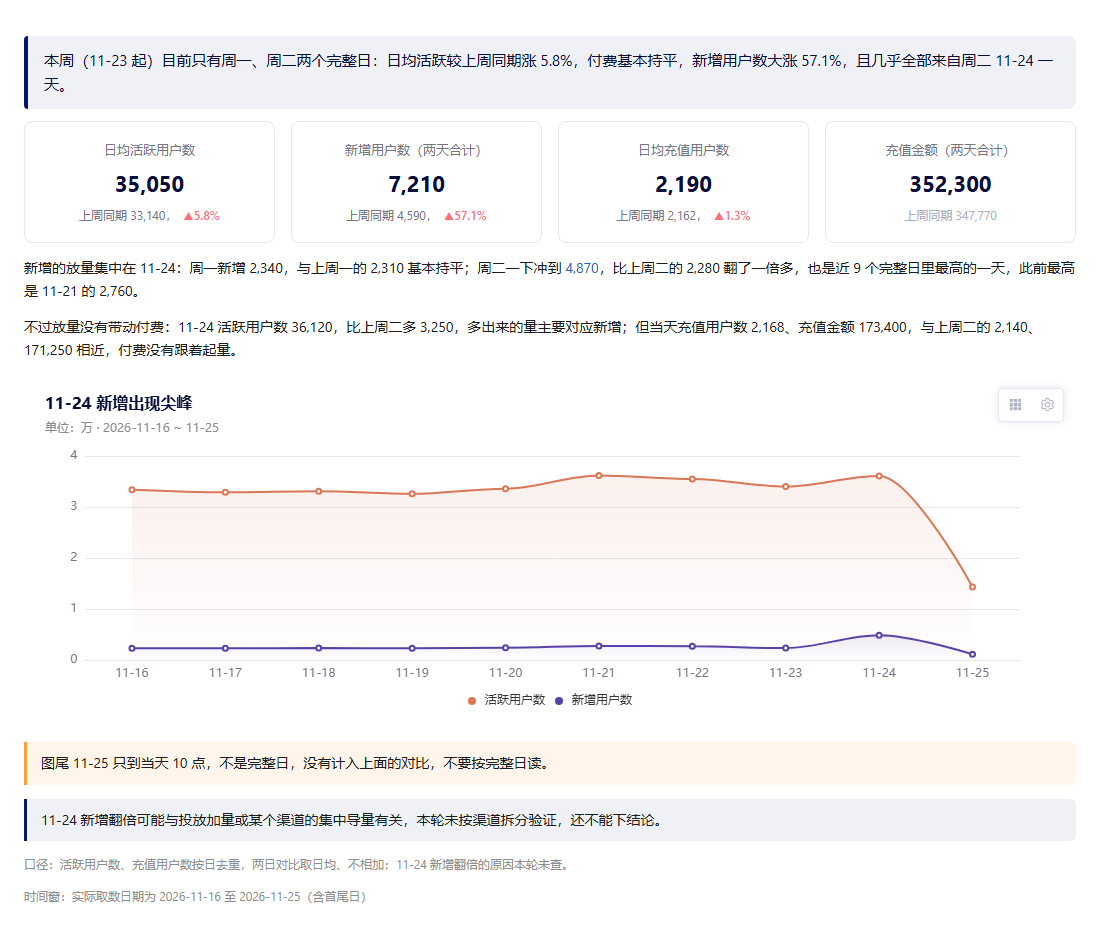 本周（11-23 起）目前只有周一、周二两个完整日：日均活跃较上周同期涨 5.8%，付费基本持平，新增用户数大涨 57.1%，且几乎全部来自周二 11-24 一
天。
日均活跃用户数
35,050
上周同期 33,140， ▲5.8%
新增用户数（两天合计）
7,210
上周同期 4,590， ▲57.1%
日均充值用户数
2,190
上周同期 2,162， ▲1.3%
充值金额（两天合计）
352,300
上周同期 347,770
新增的放量集中在 11-24：周一新增 2,340，与上周一的 2,310 基本持平；周二一下冲到 4,870，比上周二的 2,280 翻了一倍多，也是近 9 个完整日里最高的一天，此前最高
是 11-21 的 2,760。
不过放量没有带动付费：11-24 活跃用户数 36,120，比上周二多 3,250，多出来的量主要对应新增；但当天充值用户数 2,168、充值金额 173,400，与上周二的 2,140、
171,250 相近，付费没有跟着起量。
11-24 新增出现尖峰
单位：万 · 2026-11-16 ~ 11-25
4
3
2
1
0
11-16 11-17 11-18 11-19 11-20 11-21 11-22 11-23 11-24 11-25
活跃用户数 新增用户数
图尾 11-25 只到当天 10 点，不是完整日，没有计入上面的对比，不要按完整日读。
11-24 新增翻倍可能与投放加量或某个渠道的集中导量有关，本轮未按渠道拆分验证，还不能下结论。
口径：活跃用户数、充值用户数按日去重，两日对比取日均、不相加；11-24 新增翻倍的原因本轮未查。
时间窗：实际取数日期为 2026-11-16 至 2026-11-25（含首尾日）